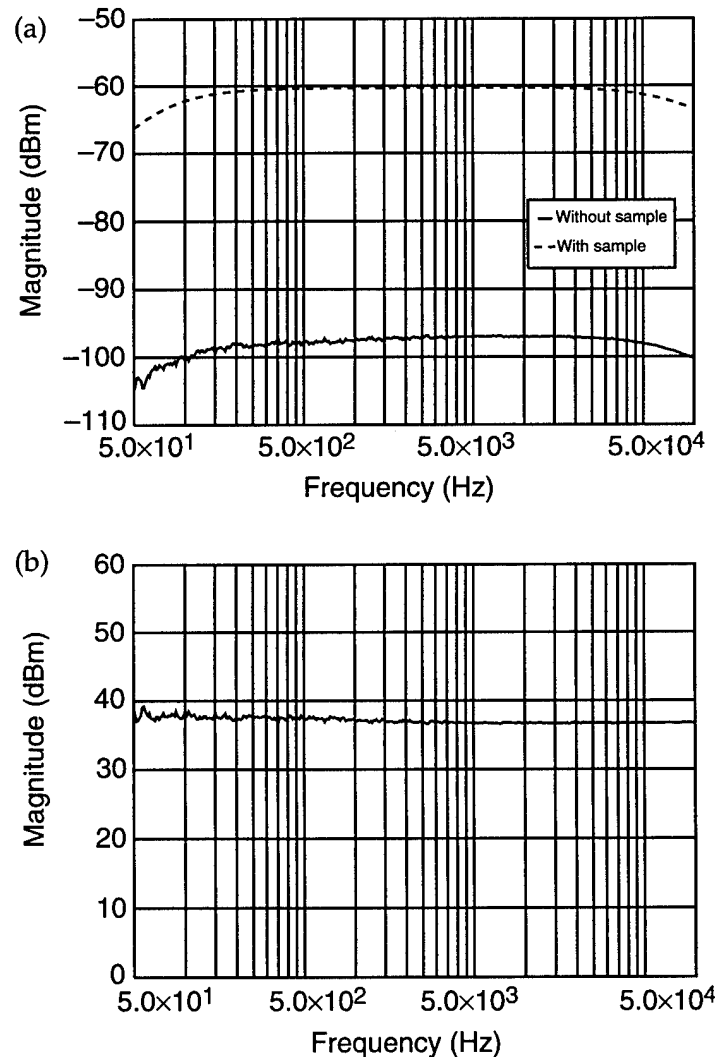 (a)
−50
−60
−70
−80
−90
−100
−110
Magnitude (dBm)
Without sample
With sample
5.0×10¹ 5.0×10² 5.0×10³ 5.0×10⁴
Frequency (Hz)
(b)
60
50
40
30
20
10
0
Magnitude (dBm)
5.0×10¹ 5.0×10² 5.0×10³ 5.0×10⁴
Frequency (Hz)